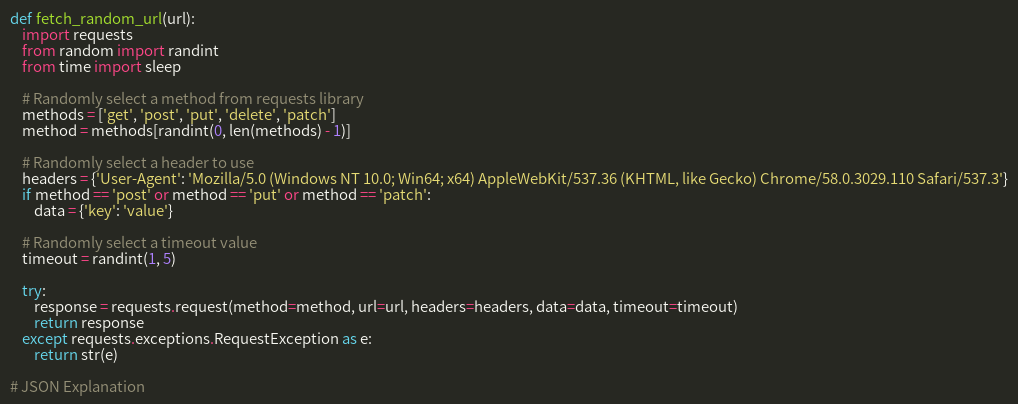 def fetch_random_url(url):
    import requests
    from random import randint
    from time import sleep

    # Randomly select a method from requests library
    methods = ['get', 'post', 'put', 'delete', 'patch']
    method = methods[randint(0, len(methods) - 1)]

    # Randomly select a header to use
    headers = {'User-Agent': 'Mozilla/5.0 (Windows NT 10.0; Win64; x64) AppleWebKit/537.36 (KHTML, like Gecko) Chrome/58.0.3029.110 Safari/537.3'}
    if method == 'post' or method == 'put' or method == 'patch':
        data = {'key': 'value'}

    # Randomly select a timeout value
    timeout = randint(1, 5)

    try:
        response = requests.request(method=method, url=url, headers=headers, data=data, timeout=timeout)
        return response
    except requests.exceptions.RequestException as e:
        return str(e)

# JSON Explanation